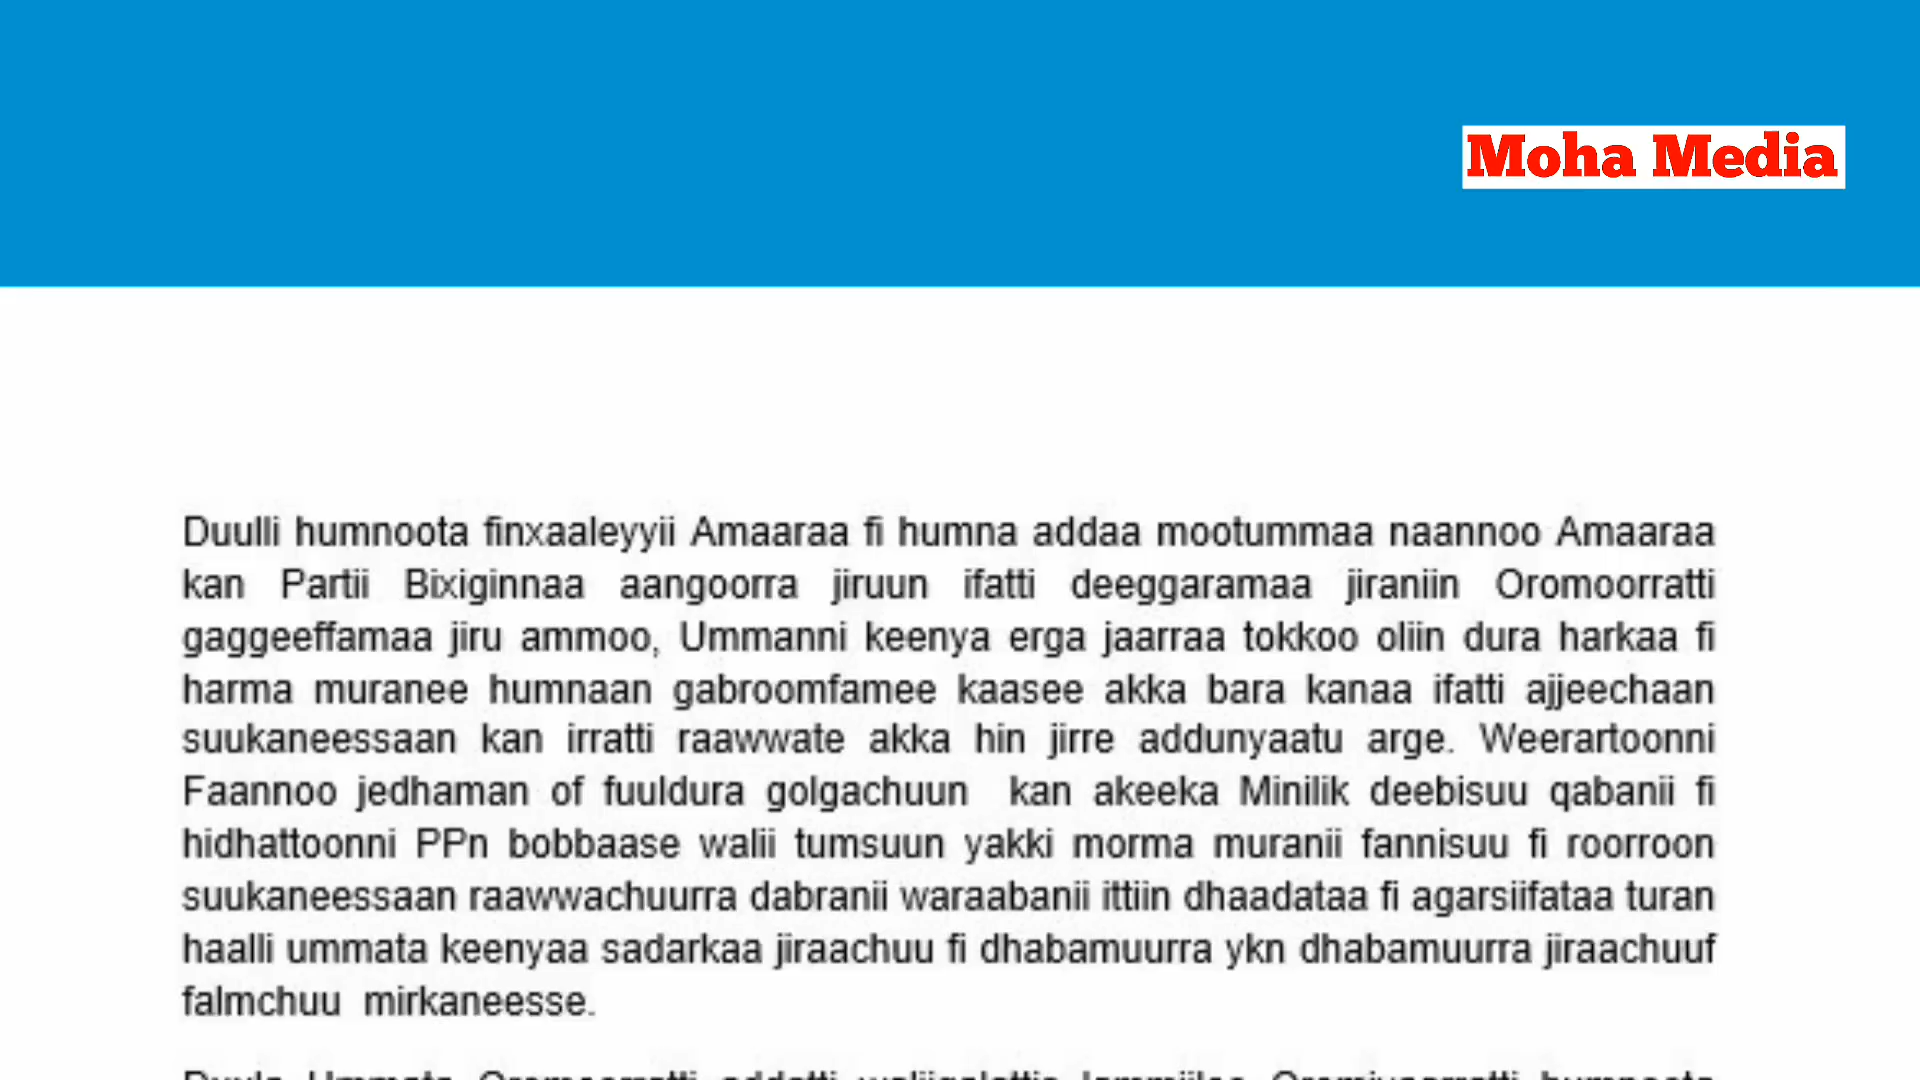 Moha Media
Duulli humnoota finxaaleyyii Amaaraa fi humna addaa mootummaa naannoo Amaaraa
kan Partii Bixiginnaa aangoorra jiruun ifatti deeggaramaa jiraniin Oromoorratti
gaggeeffamaa jiru ammoo, Ummanni keenya erga jaarraa tokkoo oliin dura harkaa fi
harma muranee humnaan gabroomfamee kaasee akka bara kanaa ifatti ajjeechaan
suukaneessaan kan irratti raawwate akka hin jirre addunyaatu arge. Weerartoonni
Faannoo jedhaman of fuuldura golgachuun kan akeeka Minilik deebisuu qabanii fi
hidhattoonni PPn bobbaase walii tumsuun yakki morma muranii fannisuu fi roorroon
suukaneessaan raawwachuurra dabranii waraabanii ittiin dhaadataa fi agarsiifataa turan
haalli ummata keenyaa sadarkaa jiraachuu fi dhabamuurra ykn dhabamuurra jiraachuuf
falmchuu mirkaneesse.